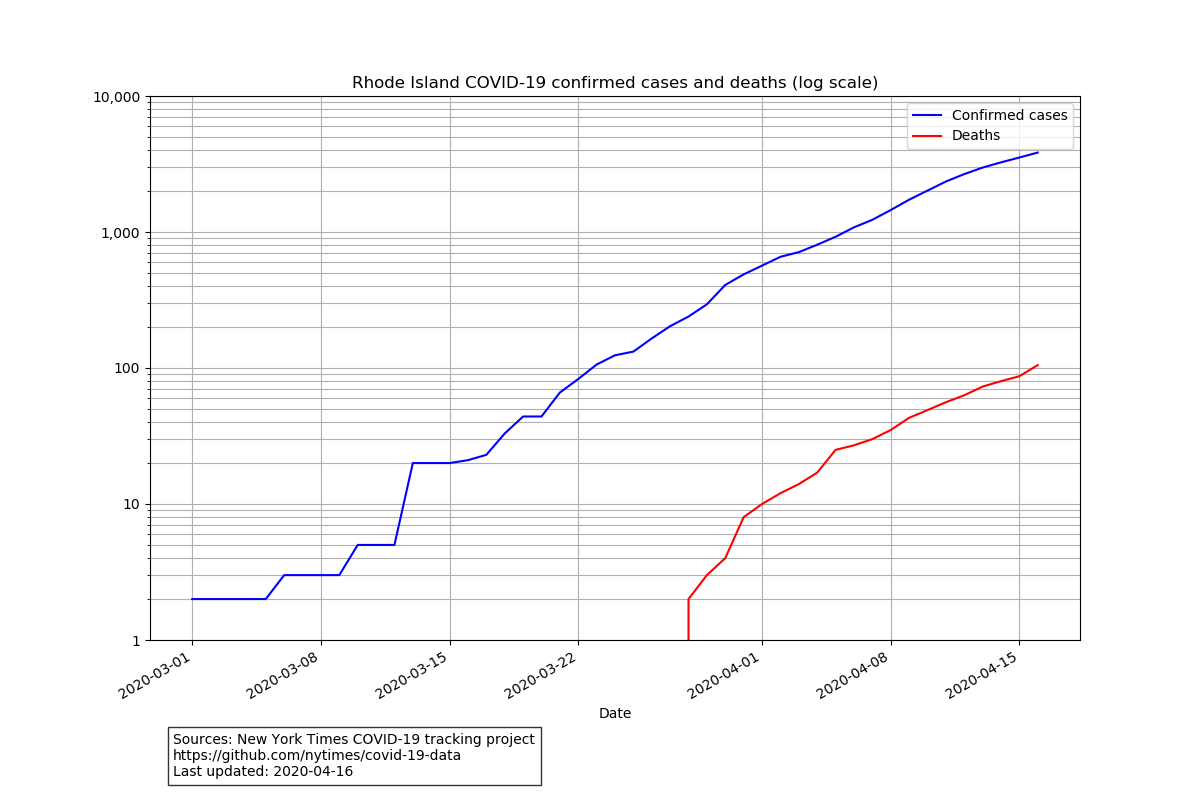 Rhode Island COVID-19 confirmed cases and deaths (log scale)
10,000
1,000
100
10
1
Confirmed cases
Deaths
2020-03-01
2020-03-08
2020-03-15
2020-03-22
2020-04-01
2020-04-08
2020-04-15
Date
Sources: New York Times COVID-19 tracking project
https://github.com/nytimes/covid-19-data
Last updated: 2020-04-16